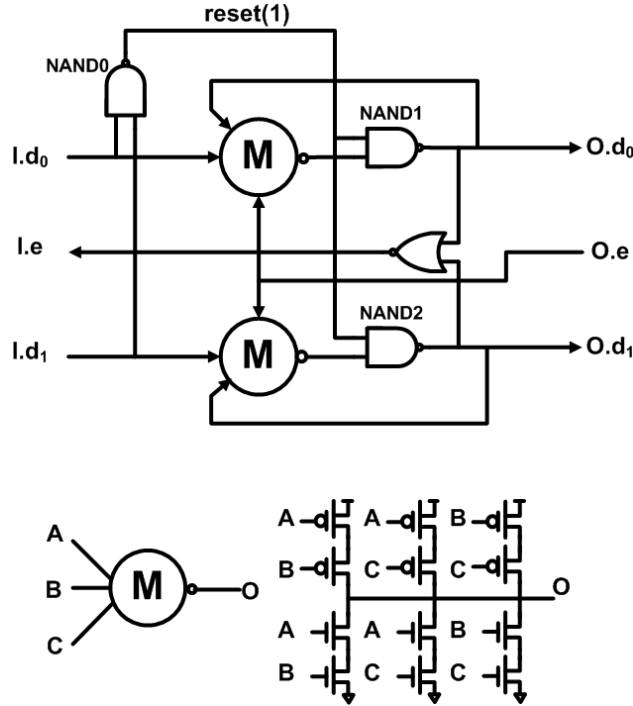 reset(1)
NAND0
NAND1
I.d₀
M
O.d₀
I.e
O.e
NAND2
I.d₁
M
O.d₁
A
B
C
M
O
A A B
B C C
O
A A B
B C C